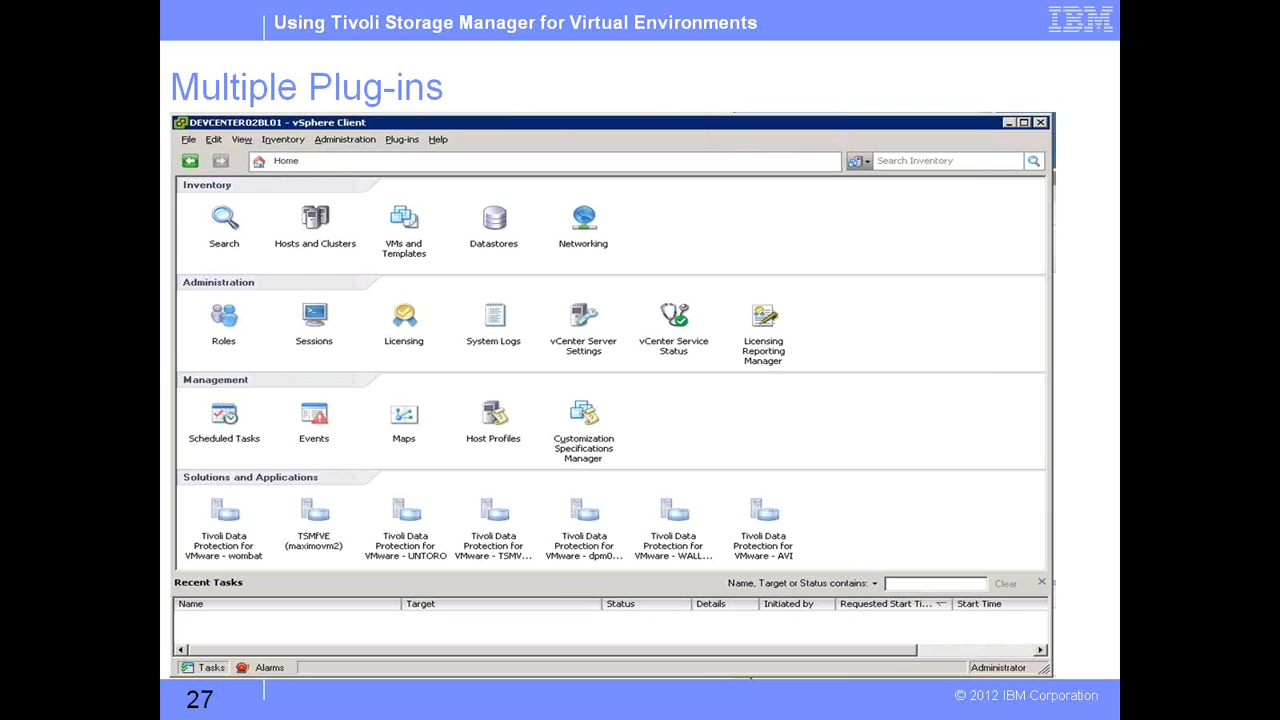 Using Tivoli Storage Manager for Virtual Environments
IBM
Multiple Plug-ins
DEVCENTER02BL01 - vSphere Client
File Edit View Inventory Administration Plug-ins Help
Home
Search Inventory
Inventory
Search
Hosts and Clusters
VMs and
Templates
Datastores
Networking
Administration
Roles
Sessions
Licensing
System Logs
vCenter Server
Settings
vCenter Service
Status
Licensing
Reporting
Manager
Management
Scheduled Tasks
Events
Maps
Host Profiles
Customization
Specifications
Manager
Solutions and Applications
Tivoli Data
Protection for
VMware - wombat
TSMfVE
(maximovm2)
Tivoli Data
Protection for
VMware - UNTORO
Tivoli Data
Protection for
VMware - TSMV...
Tivoli Data
Protection for
VMware - dpm0...
Tivoli Data
Protection for
VMware - WALL...
Tivoli Data
Protection for
VMware - AVI
Recent Tasks
Name, Target or Status contains:
Clear
Name Target Status Details Initiated by Requested Start Ti... Start Time
Tasks Alarms
Administrator
27
© 2012 IBM Corporation